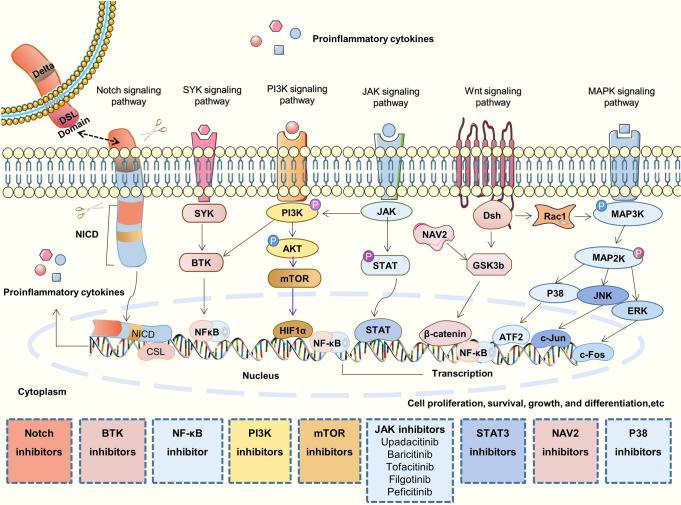 Proinflammatory cytokines
Delta
DSL
Domain
Notch signaling
pathway
SYK signaling
pathway
PI3K signaling
pathway
JAK signaling
pathway
Wnt signaling
pathway
MAPK signaling
pathway
NICD
SYK
PI3K
P
JAK
Dsh
Rac1
P
MAP3K
NAV2
P
AKT
BTK
P
STAT
GSK3b
MAP2K
P
mTOR
Proinflammatory cytokines
P38
JNK
ERK
NICD
CSL
NFκB
HIF1α
NF-κB
STAT
β-catenin
NF-κB
ATF2
c-Jun
c-Fos
Nucleus
Transcription
Cytoplasm
Cell proliferation, survival, growth, and differentiation,etc
Notch
inhibitors
BTK
inhibitors
NF-κB
inhibitor
PI3K
inhibitors
mTOR
inhibitors
JAK inhibitors
Upadacitinib
Baricitinib
Tofacitinib
Filgotinib
Peficitinib
STAT3
inhibitors
NAV2
inhibitors
P38
inhibitors